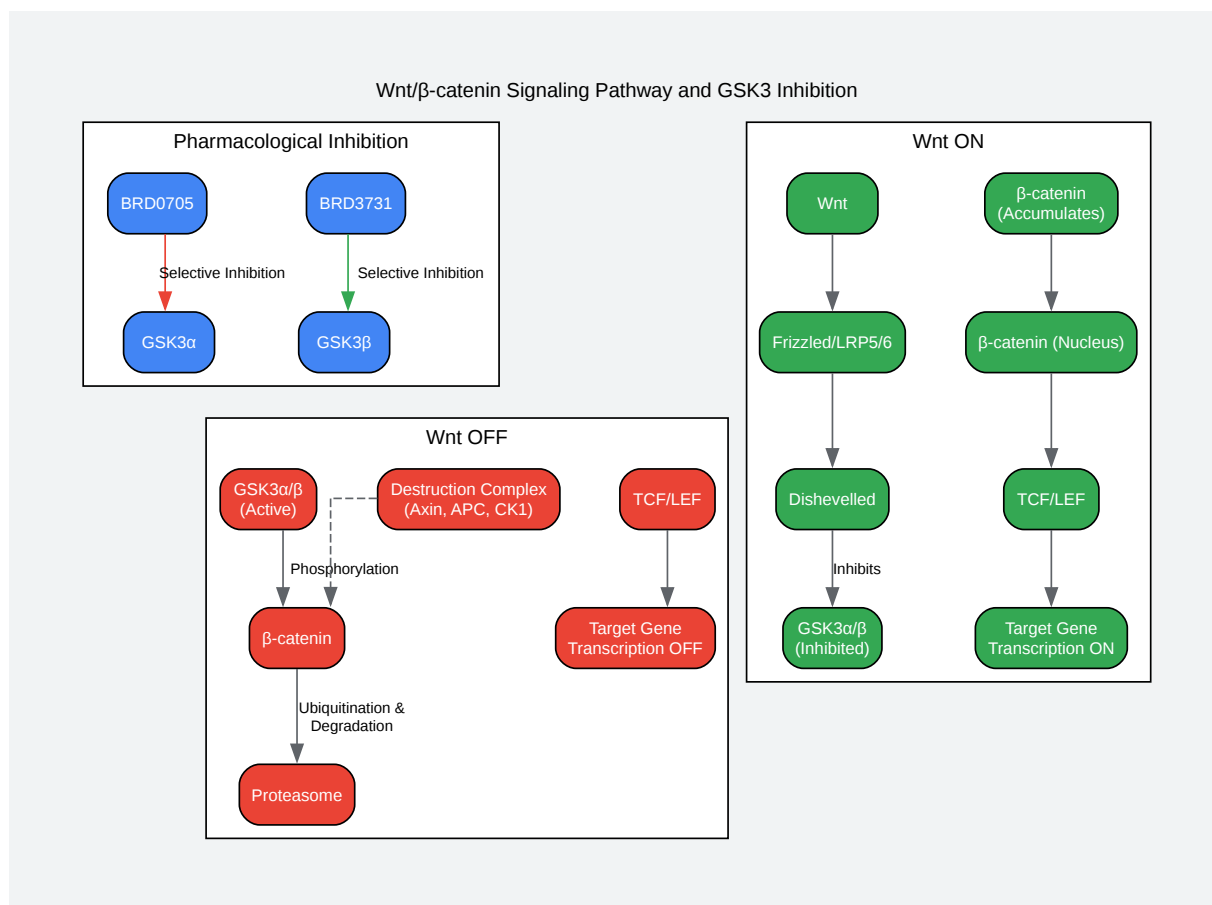 Wnt/β-catenin Signaling Pathway and GSK3 Inhibition
Pharmacological Inhibition
BRD0705
BRD3731
Selective Inhibition
Selective Inhibition
GSK3α
GSK3β
Wnt OFF
GSK3α/β
(Active)
Destruction Complex
(Axin, APC, CK1)
TCF/LEF
Phosphorylation
β-catenin
Target Gene
Transcription OFF
Ubiquitination &
Degradation
Proteasome
Wnt ON
Wnt
β-catenin
(Accumulates)
Frizzled/LRP5/6
β-catenin (Nucleus)
Dishevelled
TCF/LEF
Inhibits
GSK3α/β
(Inhibited)
Target Gene
Transcription ON